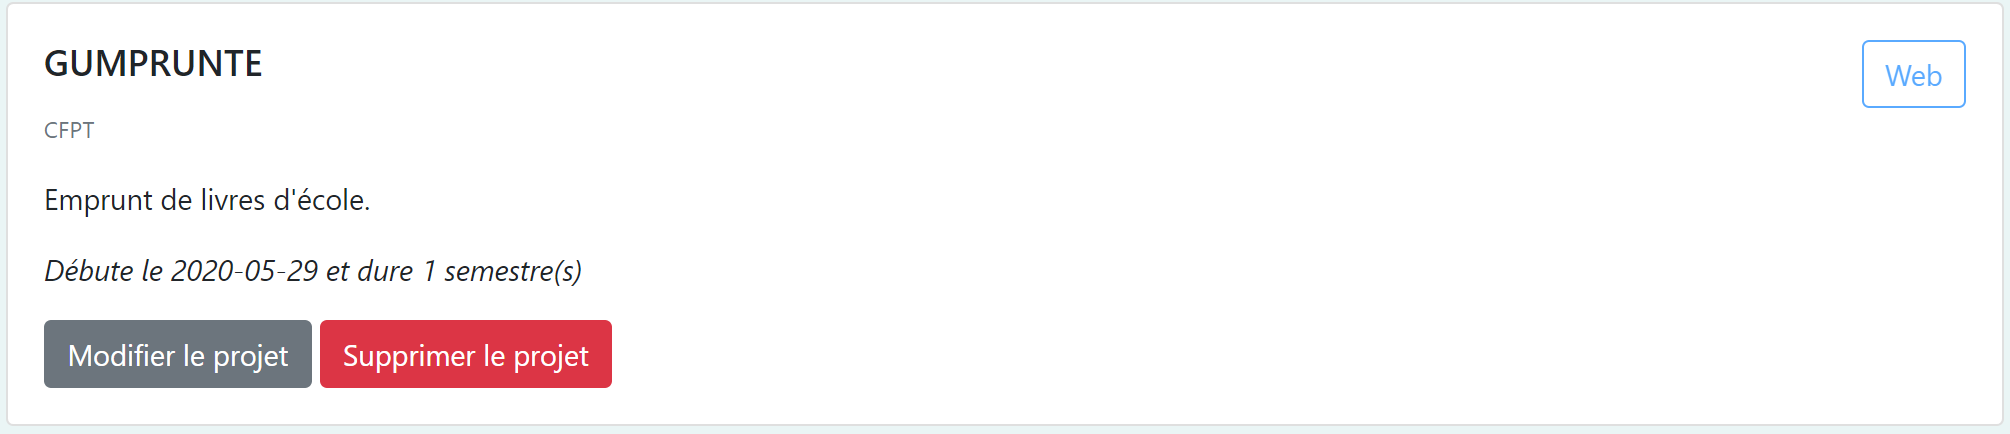 GUMPRUNTE
Web
CFPT
Emprunt de livres d'école.
Débute le 2020-05-29 et dure 1 semestre(s)
Modifier le projet
Supprimer le projet